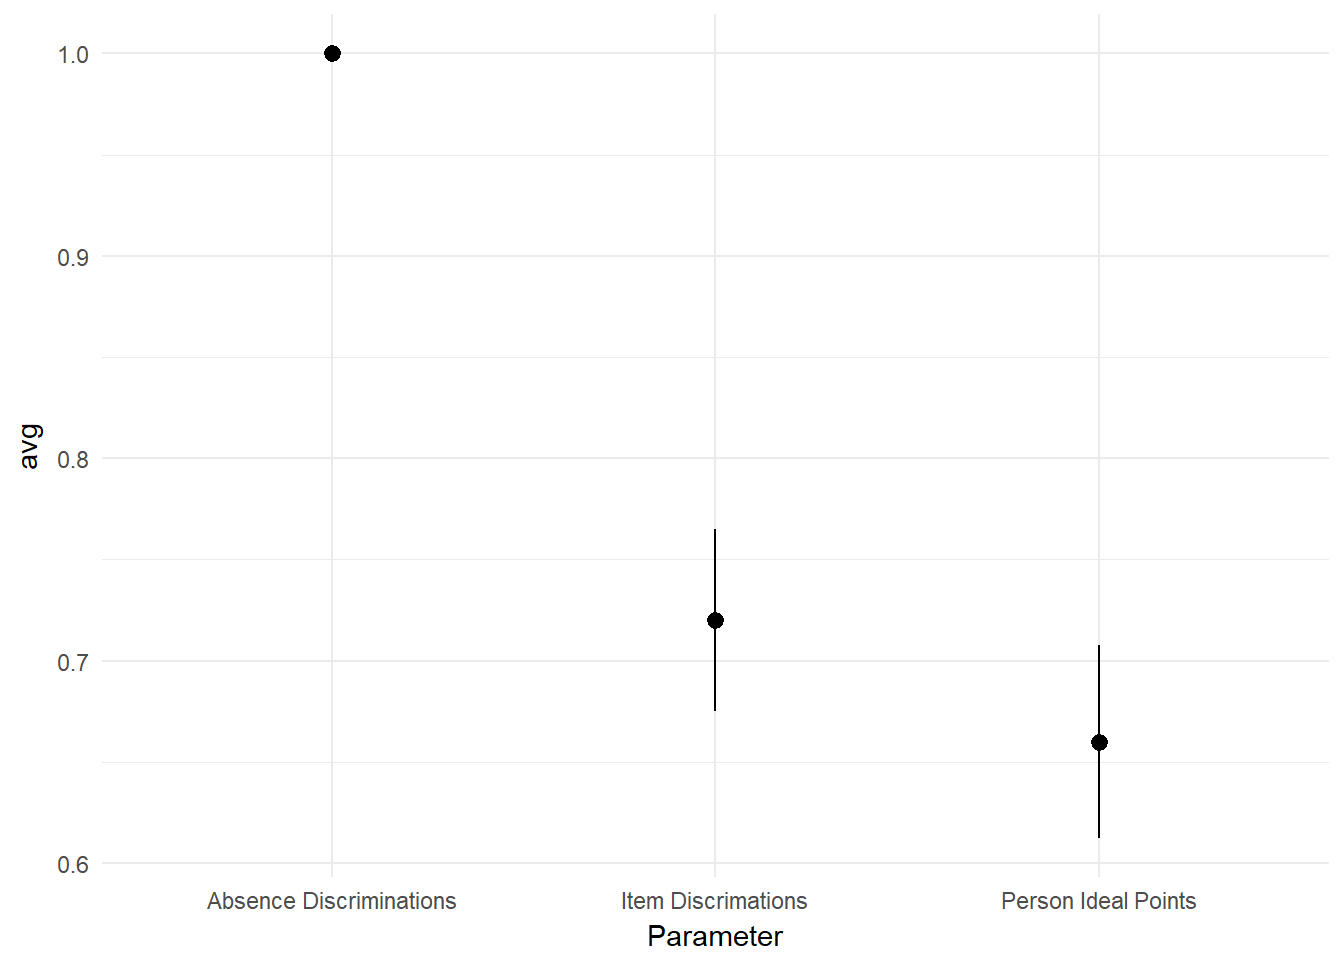 1.0
0.9
0.8
0.7
0.6
avg
Absence Discriminations
Item Discrimations
Person Ideal Points
Parameter